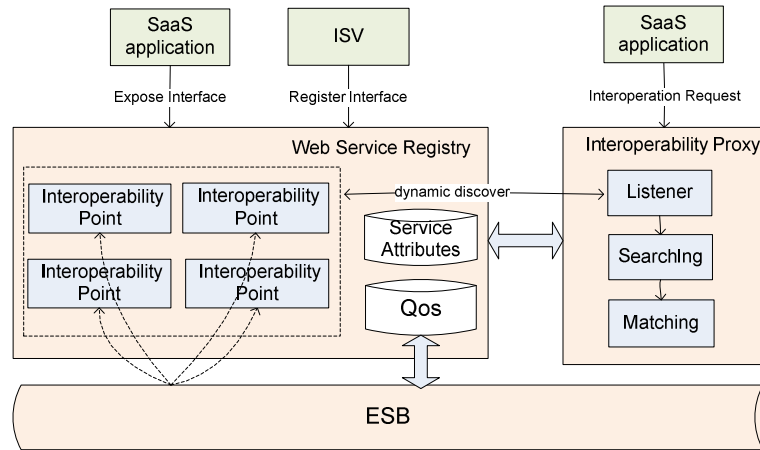 SaaS
application
ISV
SaaS
application
Expose Interface
Register Interface
Interoperation Request
Web Service Registry
Interoperability Proxy
Interoperability
Point
Interoperability
Point
dynamic discover
Listener
Service
Attributes
SearchIng
Interoperability
Point
Interoperability
Point
Qos
Matching
ESB